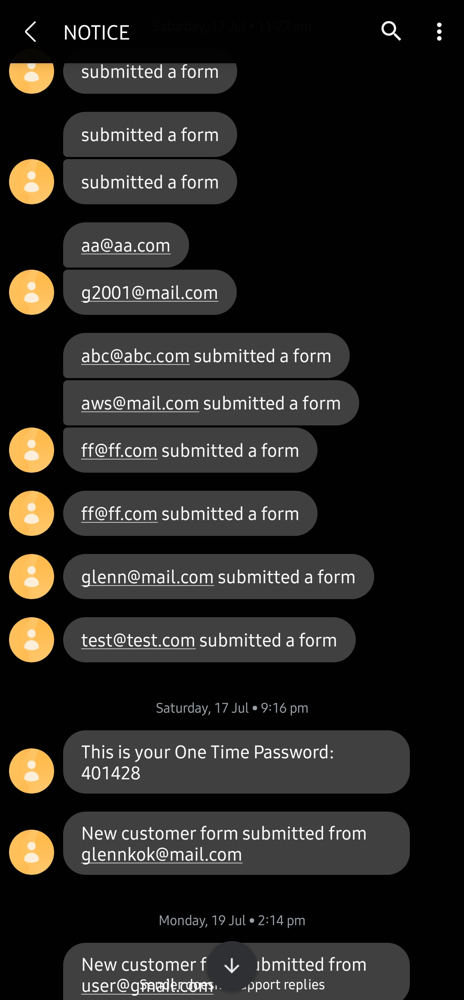 NOTICE
Saturday, 17 Jul • 11:27 am
submitted a form
submitted a form
submitted a form
aa@aa.com
g2001@mail.com
abc@abc.com submitted a form
aws@mail.com submitted a form
ff@ff.com submitted a form
ff@ff.com submitted a form
glenn@mail.com submitted a form
test@test.com submitted a form
Saturday, 17 Jul • 9:16 pm
This is your One Time Password:
401428
New customer form submitted from
glennkok@mail.com
Monday, 19 Jul • 2:14 pm
New customer f ubmitted from
user@gmail.com
Sender does pport replies